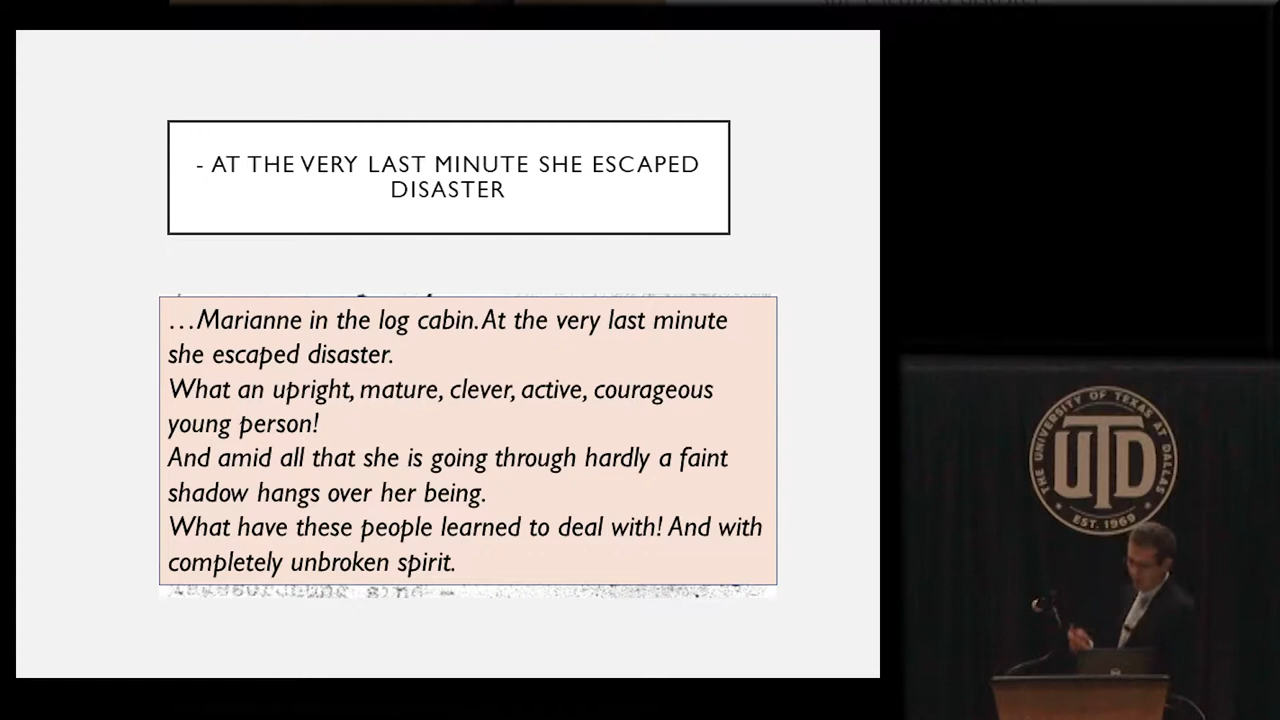 - AT THE VERY LAST MINUTE SHE ESCAPED
DISASTER
…Marianne in the log cabin. At the very last minute
she escaped disaster.
What an upright, mature, clever, active, courageous
young person!
And amid all that she is going through hardly a faint
shadow hangs over her being.
What have these people learned to deal with! And with
completely unbroken spirit.
THE UNIVERSITY OF TEXAS AT DALLAS
UTD
EST. 1969